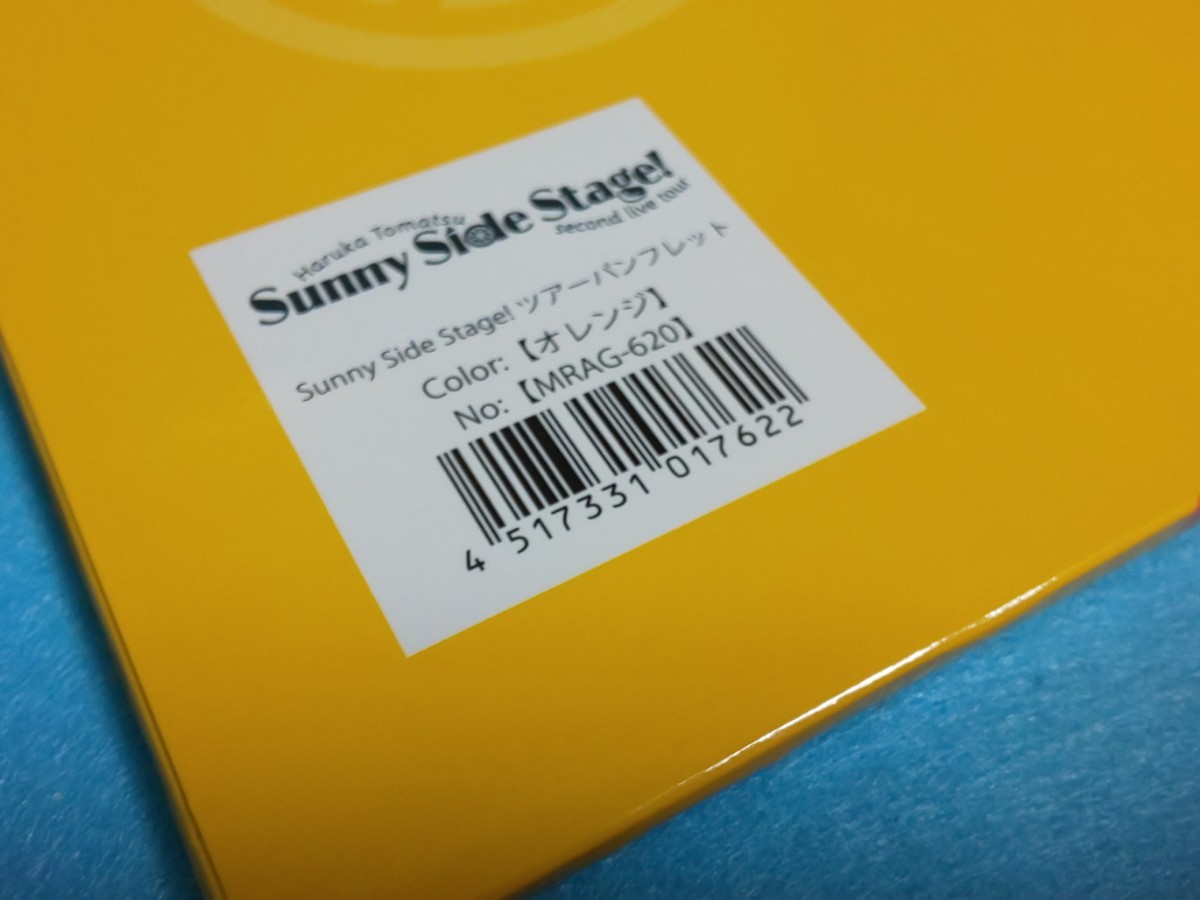 Haruka Tomatsu
Sunny Side Stage!
second live tour
Sunny Side Stage! ツアーパンフレット
Color:【オレンジ】
No:【MRAG-620】
4 517331 017622